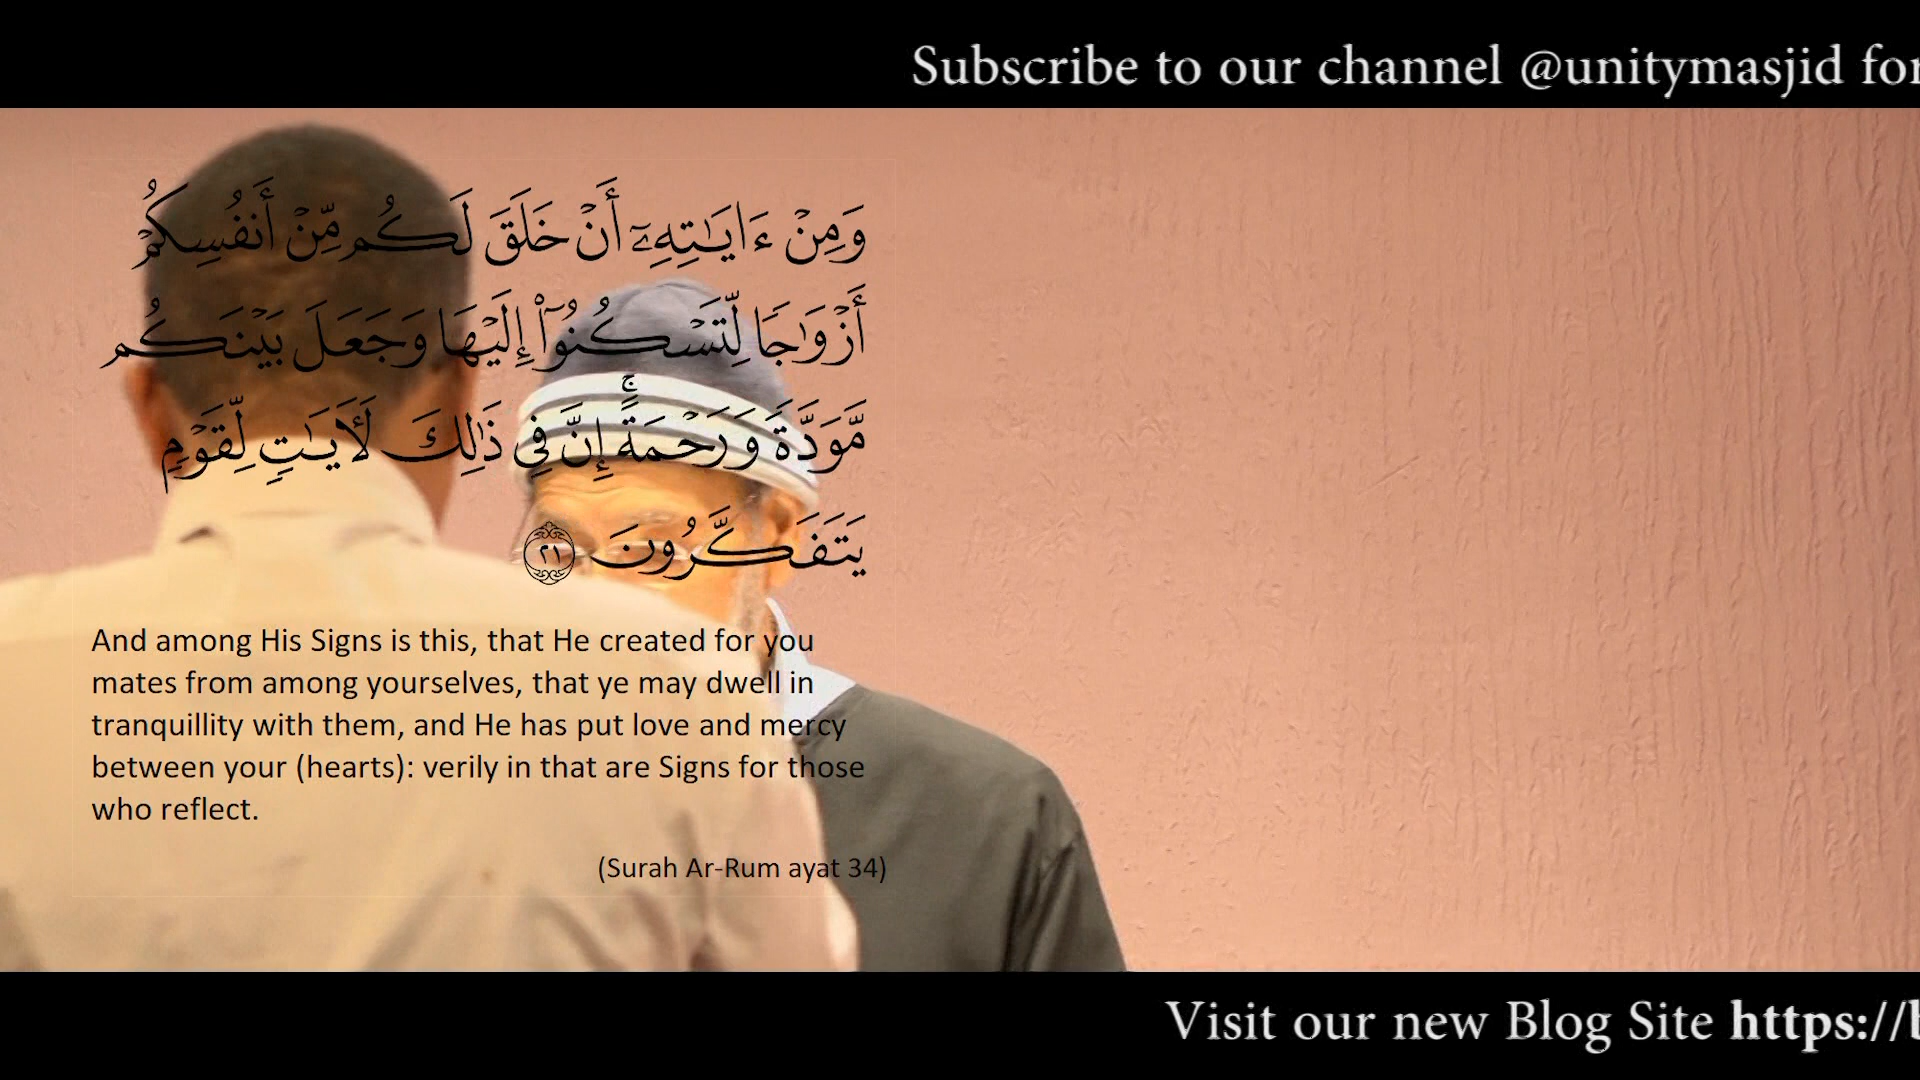 Subscribe to our channel @unitymasjid for
وَمِنْ ءَايَـٰتِهِۦٓ أَنْ خَلَقَ لَكُم مِّنْ أَنفُسِكُمْ
أَزْوَٰجًا لِّتَسْكُنُوٓا۟ إِلَيْهَا وَجَعَلَ بَيْنَكُم
مَّوَدَّةً وَرَحْمَةً ۚ إِنَّ فِى ذَٰلِكَ لَـَٔايَـٰتٍ لِّقَوْمٍ
يَتَفَكَّرُونَ ٢١
And among His Signs is this, that He created for you
mates from among yourselves, that ye may dwell in
tranquillity with them, and He has put love and mercy
between your (hearts): verily in that are Signs for those
who reflect.
(Surah Ar-Rum ayat 34)
Visit our new Blog Site https://b